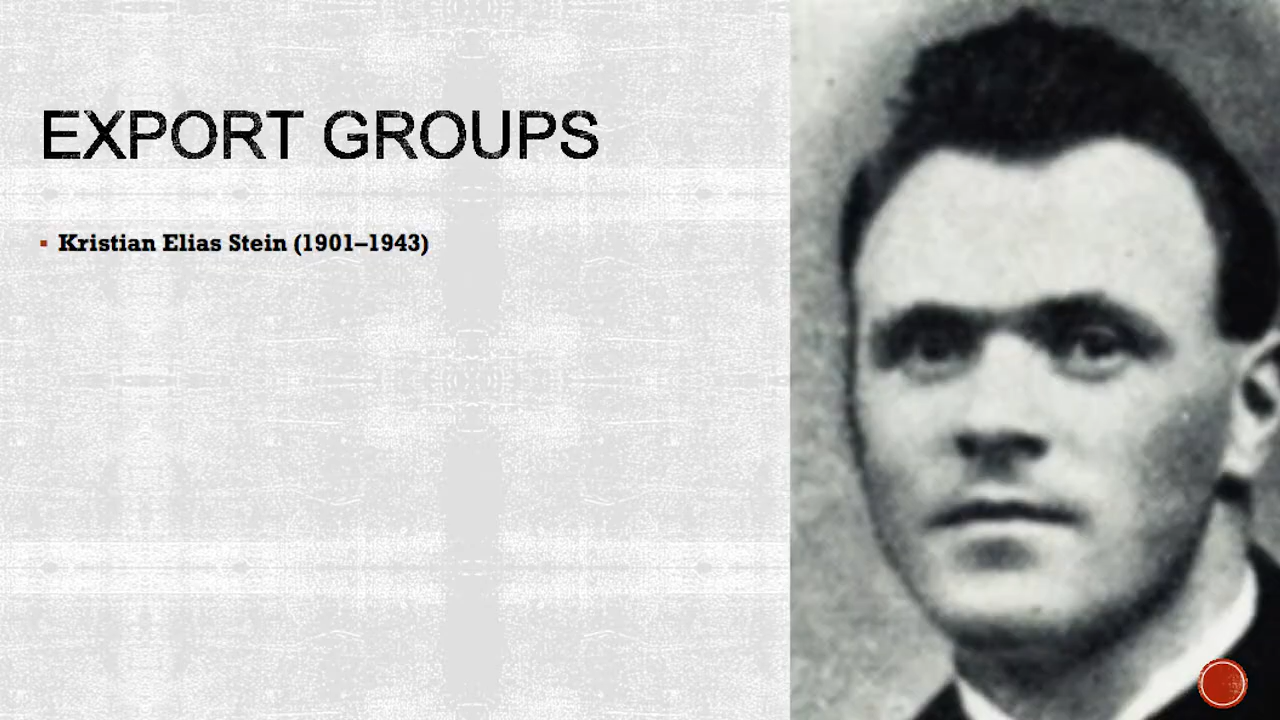 EXPORT GROUPS
Kristian Elias Stein (1901–1943)